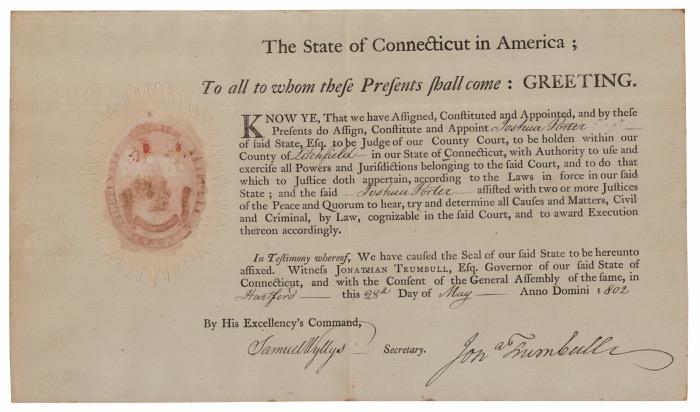 The State of Connecticut in America;
To all to whom theſe Preſents ſhall come: GREETING.
KNOW YE, That we have Aſſigned, Conſtituted and Appointed, and by theſe
Preſents do Aſſign, Conſtitute and Appoint Joshua Porter
of ſaid State, Eſq. to be Judge of our County Court, to be holden within our
County of Litchfield — in our State of Connecticut, with Authority to uſe and
exerciſe all Powers and Juriſdictions belonging to the ſaid Court, and to do that
which to Juſtice doth appertain, according to the Laws in force in our ſaid
State; and the ſaid — Joshua Porter — aſſiſted with two or more Juſtices
of the Peace and Quorum to hear, try and determine all Cauſes and Matters, Civil
and Criminal, by Law, cognizable in the ſaid Court, and to award Execution
thereon accordingly.
In Teſtimony whereof, We have cauſed the Seal of our ſaid State to be hereunto
affixed. Witneſs JONATHAN TRUMBULL, Eſq. Governor of our ſaid State of
Connecticut, and with the Conſent of the General Aſſembly of the ſame, in
Hartford — this 28th Day of May — Anno Domini 1802
By His Excellency's Command,
Samuel Wyllys Secretary. Jonath Trumbull